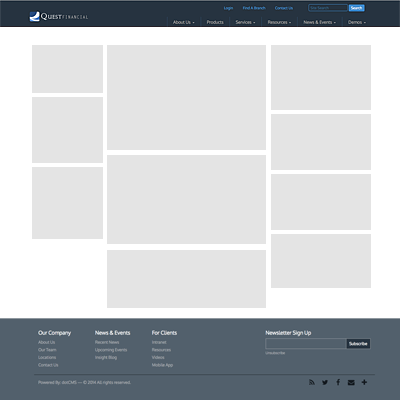 Login Find A Branch Contact Us Site Search Search
QUEST FINANCIAL
About Us Products Services Resources News & Events Demos
Our Company News & Events For Clients Newsletter Sign Up
About Us Recent News Intranet
Our Team Upcoming Events Resources Subscribe
Locations Insight Blog Videos Unsubscribe
Contact Us Mobile App
Powered By: dotCMS — © 2016 All rights reserved.